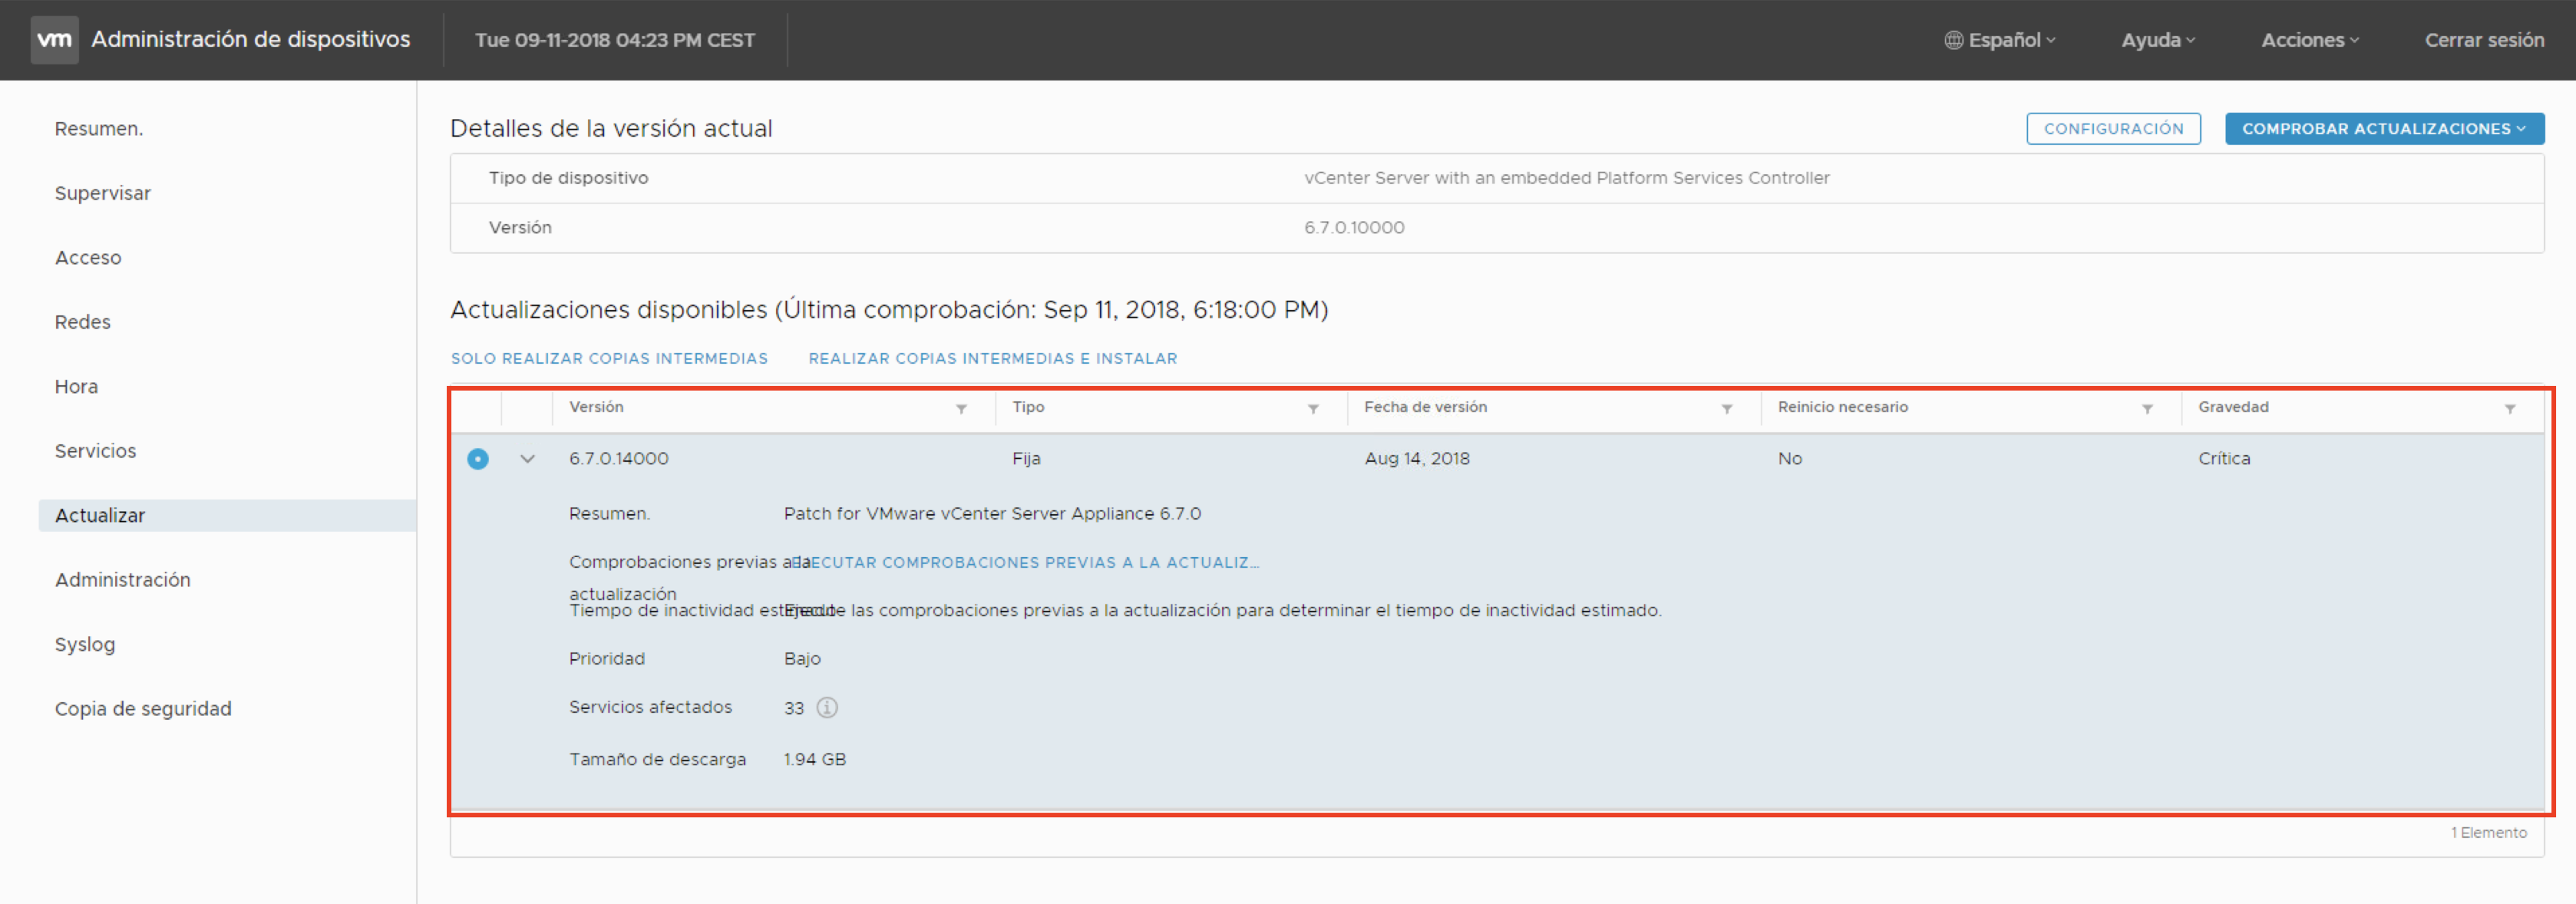 vm Administración de dispositivos Tue 09-11-2018 04:23 PM CEST Español Ayuda Acciones Cerrar sesión
Resumen.
Supervisar
Acceso
Redes
Hora
Servicios
Actualizar
Administración
Syslog
Copia de seguridad
Detalles de la versión actual CONFIGURACIÓN COMPROBAR ACTUALIZACIONES
Tipo de dispositivo vCenter Server with an embedded Platform Services Controller
Versión 6.7.0.10000
Actualizaciones disponibles (Última comprobación: Sep 11, 2018, 6:18:00 PM)
SOLO REALIZAR COPIAS INTERMEDIAS REALIZAR COPIAS INTERMEDIAS E INSTALAR
Versión Tipo Fecha de versión Reinicio necesario Gravedad
6.7.0.14000 Fija Aug 14, 2018 No Crítica
Resumen. Patch for VMware vCenter Server Appliance 6.7.0
Comprobaciones previas a la EJECUTAR COMPROBACIONES PREVIAS A LA ACTUALIZ...
actualización
Tiempo de inactividad estimado Ejecute las comprobaciones previas a la actualización para determinar el tiempo de inactividad estimado.
Prioridad Bajo
Servicios afectados 33
Tamaño de descarga 1.94 GB
1 Elemento